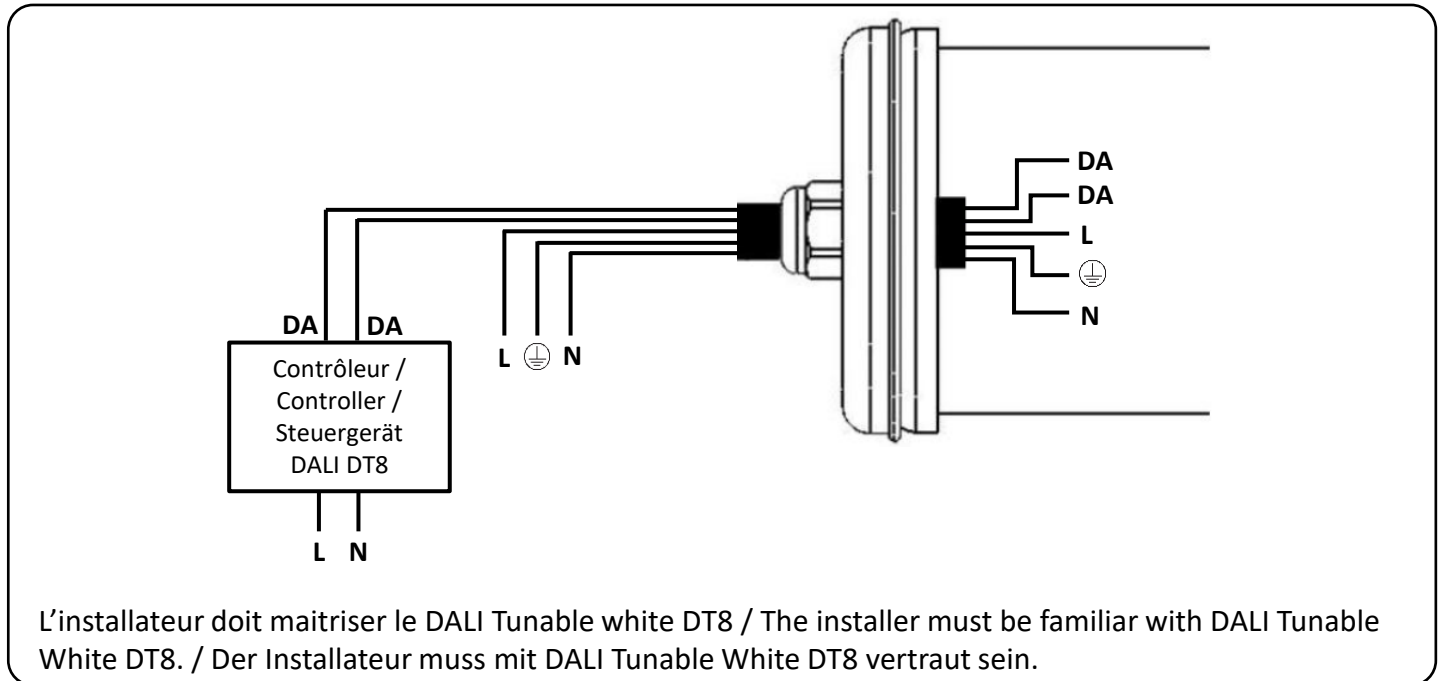 DA
DA
L
N
DA DA
L N
Contrôleur /
Controller /
Steuergerät
DALI DT8
L N
L'installateur doit maitriser le DALI Tunable white DT8 / The installer must be familiar with DALI Tunable
White DT8. / Der Installateur muss mit DALI Tunable White DT8 vertraut sein.